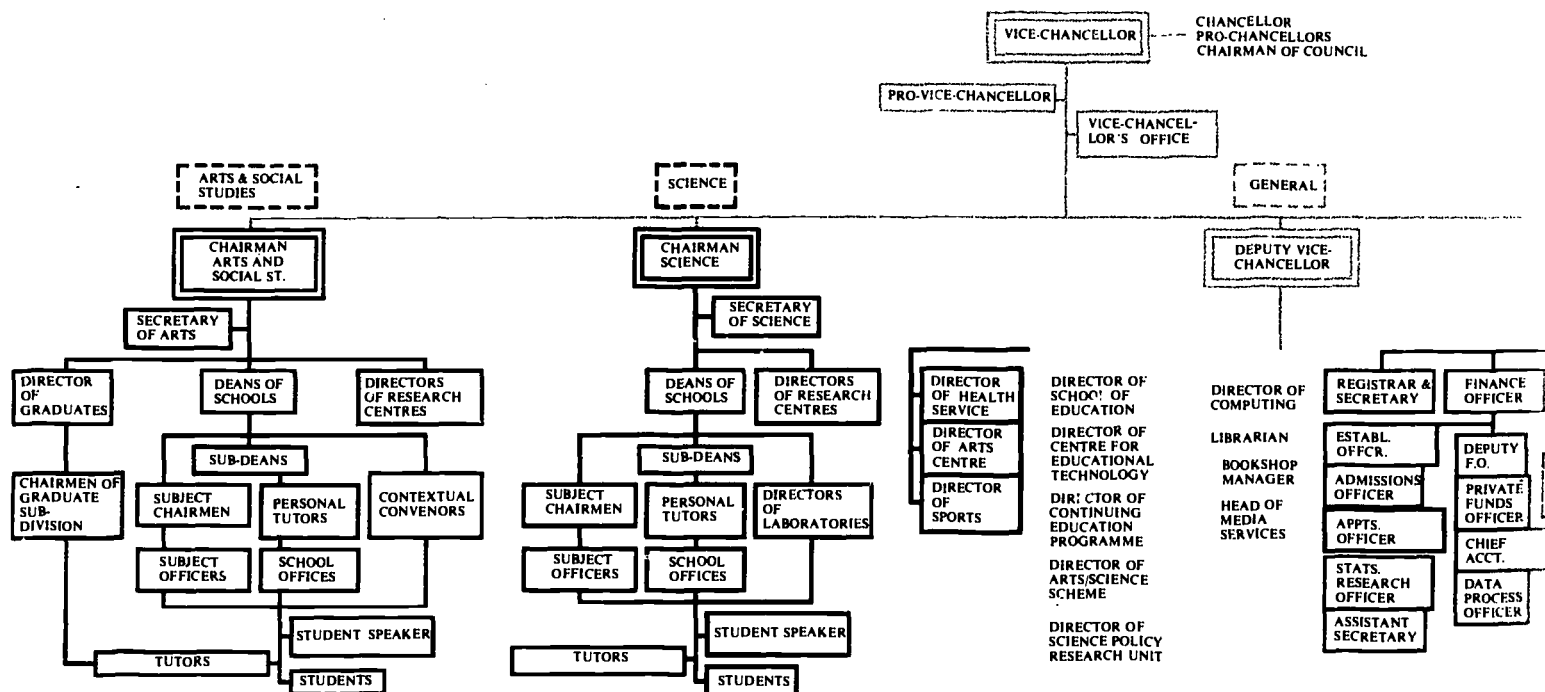 VICE-CHANCELLOR
CHANCELLOR
PRO-CHANCELLORS
CHAIRMAN OF COUNCIL
PRO-VICE-CHANCELLOR
VICE-CHANCEL-
LOR'S OFFICE
ARTS & SOCIAL
STUDIES
SCIENCE
GENERAL
CHAIRMAN
ARTS AND
SOCIAL ST.
CHAIRMAN
SCIENCE
DEPUTY VICE-
CHANCELLOR
SECRETARY
OF ARTS
SECRETARY
OF SCIENCE
DIRECTOR
OF
GRADUATES
DEANS OF
SCHOOLS
DIRECTORS
OF RESEARCH
CENTRES
SUB-DEANS
CHAIRMEN OF
GRADUATE
SUB-
DIVISION
SUBJECT
CHAIRMEN
PERSONAL
TUTORS
CONTEXTUAL
CONVENORS
SUBJECT
OFFICERS
SCHOOL
OFFICES
STUDENT SPEAKER
TUTORS
STUDENTS
DEANS OF
SCHOOLS
DIRECTORS
OF RESEARCH
CENTRES
SUB-DEANS
SUBJECT
CHAIRMEN
PERSONAL
TUTORS
DIRECTORS
OF
LABORATORIES
SUBJECT
OFFICERS
SCHOOL
OFFICES
STUDENT SPEAKER
TUTORS
STUDENTS
DIRECTOR
OF HEALTH
SERVICE
DIRECTOR
OF ARTS
CENTRE
DIRECTOR
OF
SPORTS
DIRECTOR OF
SCHOOL OF
EDUCATION
DIRECTOR OF
CENTRE FOR
EDUCATIONAL
TECHNOLOGY
DIRECTOR OF
CONTINUING
EDUCATION
PROGRAMME
DIRECTOR OF
ARTS/SCIENCE
SCHEME
DIRECTOR OF
SCIENCE POLICY
RESEARCH UNIT
DIRECTOR OF
COMPUTING
LIBRARIAN
BOOKSHOP
MANAGER
HEAD OF
MEDIA
SERVICES
REGISTRAR &
SECRETARY
ESTABL.
OFFCR.
ADMISSIONS
OFFICER
APPTS.
OFFICER
STATS.
RESEARCH
OFFICER
ASSISTANT
SECRETARY
FINANCE
OFFICER
DEPUTY
F.O.
PRIVATE
FUNDS
OFFICER
CHIEF
ACCT.
DATA
PROCESS
OFFICER